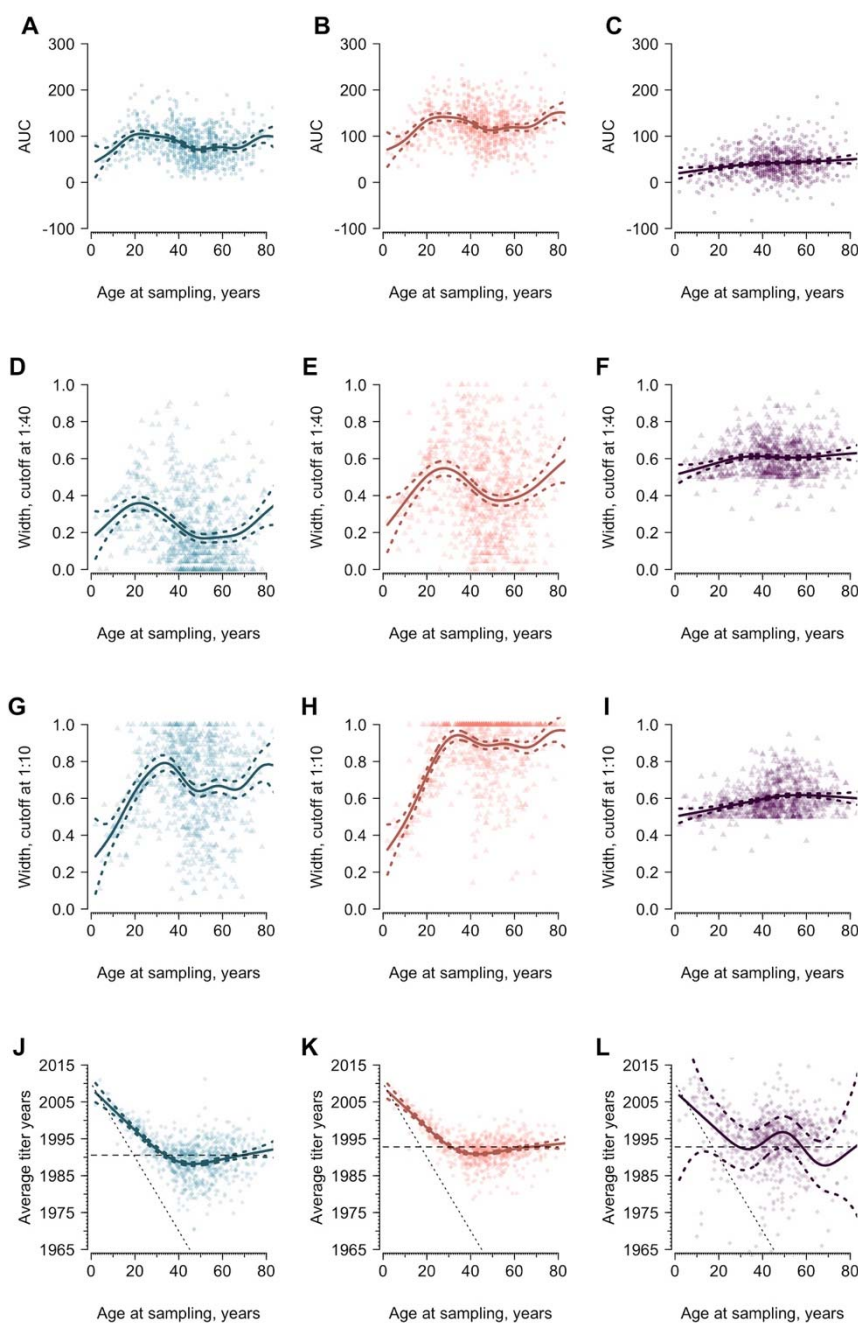 A B C
300 300 300
200 200 200
AUC AUC AUC
100 100 100
0 0 0
-100 -100 -100
0 20 40 60 80 0 20 40 60 80 0 20 40 60 80
Age at sampling, years Age at sampling, years Age at sampling, years
D E F
1.0 1.0 1.0
0.8 0.8 0.8
0.6 0.6 0.6
Width, cutoff at 1:40 Width, cutoff at 1:40 Width, cutoff at 1:40
0.4 0.4 0.4
0.2 0.2 0.2
0.0 0.0 0.0
0 20 40 60 80 0 20 40 60 80 0 20 40 60 80
Age at sampling, years Age at sampling, years Age at sampling, years
G H I
1.0 1.0 1.0
0.8 0.8 0.8
0.6 0.6 0.6
Width, cutoff at 1:10 Width, cutoff at 1:10 Width, cutoff at 1:10
0.4 0.4 0.4
0.2 0.2 0.2
0.0 0.0 0.0
0 20 40 60 80 0 20 40 60 80 0 20 40 60 80
Age at sampling, years Age at sampling, years Age at sampling, years
J K L
2015 2015 2015
2005 2005 2005
1995 1995 1995
Average titer years Average titer years Average titer years
1985 1985 1985
1975 1975 1975
1965 1965 1965
0 20 40 60 80 0 20 40 60 80 0 20 40 60 80
Age at sampling, years Age at sampling, years Age at sampling, years